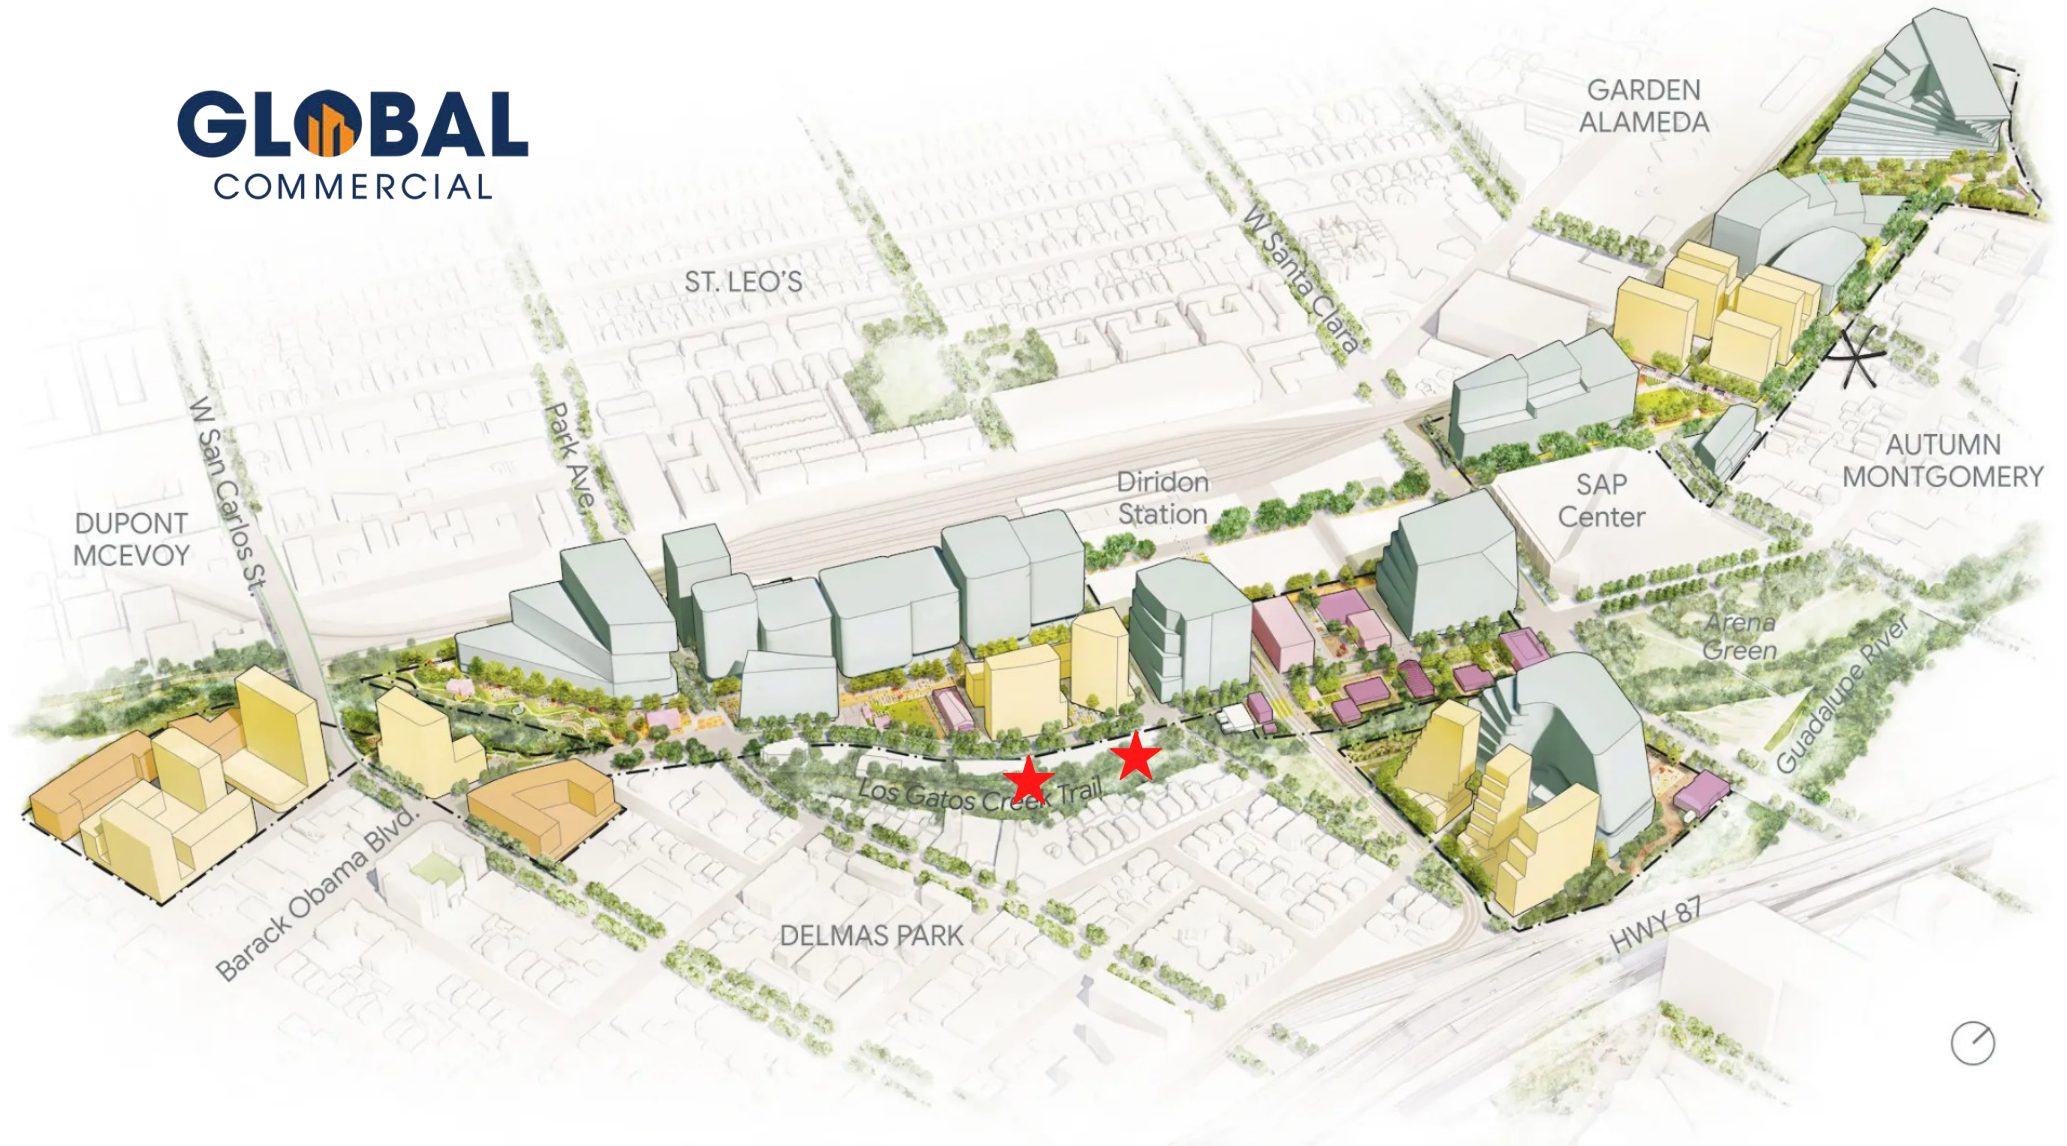 GLOBAL
COMMERCIAL
GARDEN
ALAMEDA
W Santa Clara
ST. LEO'S
W San Carlos St.
Park Ave
AUTUMN
MONTGOMERY
Diridon
Station
SAP
Center
DUPONT
MCEVOY
Arena
Green
Guadalupe River
Los Gatos Creek Trail
Barack Obama Blvd.
DELMAS PARK
HWY 87